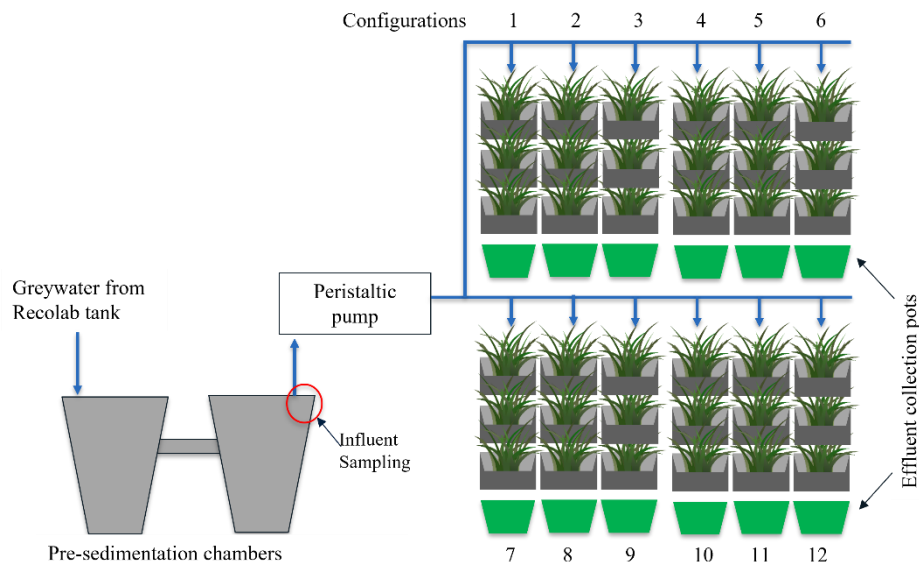 Configurations 1 2 3 4 5 6
Greywater from
Recolab tank
Peristaltic
pump
Influent
Sampling
Effluent collection pots
Pre-sedimentation chambers
7 8 9 10 11 12